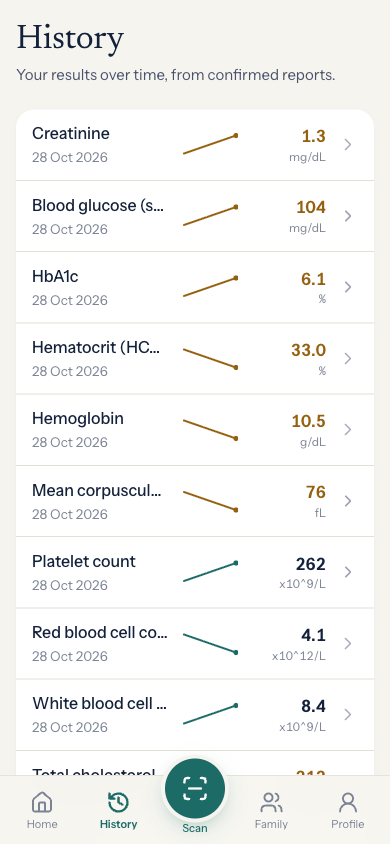 History
Your results over time, from confirmed reports.
Creatinine
28 Oct 2026
1.3
mg/dL
Blood glucose (s...
28 Oct 2026
104
mg/dL
HbA1c
28 Oct 2026
6.1
%
Hematocrit (HC...
28 Oct 2026
33.0
%
Hemoglobin
28 Oct 2026
10.5
g/dL
Mean corpuscul...
28 Oct 2026
76
fL
Platelet count
28 Oct 2026
262
x10^9/L
Red blood cell co...
28 Oct 2026
4.1
x10^12/L
White blood cell ...
28 Oct 2026
8.4
x10^9/L
Total cholesterol
Home
History
Scan
Family
Profile